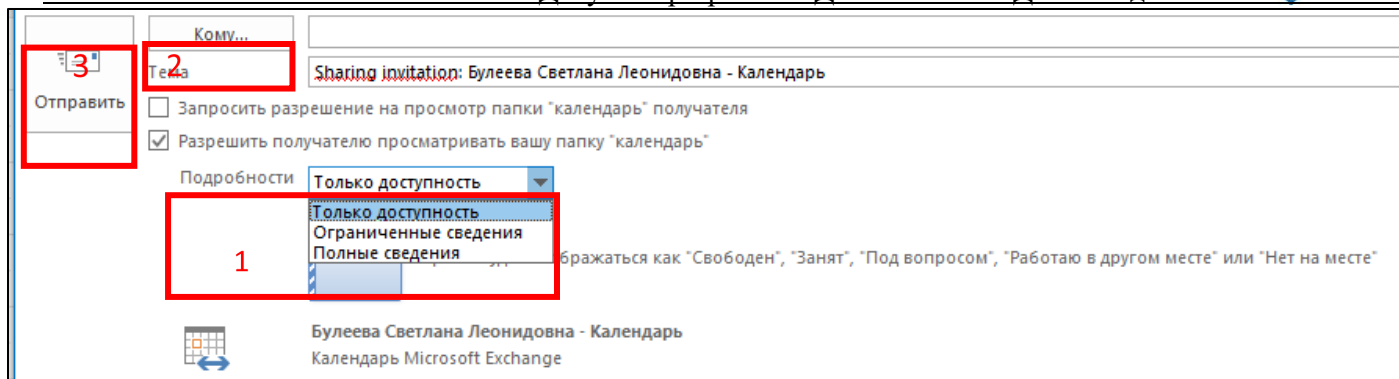 Кому...
3
2
Тема
Sharing invitation: Булеева Светлана Леонидовна - Календарь
Отправить
Запросить разрешение на просмотр папки "календарь" получателя
Разрешить получателю просматривать вашу папку "календарь"
Подробности
Только доступность
Только доступность
Ограниченные сведения
Полные сведения
1
как "Свободен", "Занят", "Под вопросом", "Работаю в другом месте" или "Нет на месте"
Булеева Светлана Леонидовна - Календарь
Календарь Microsoft Exchange